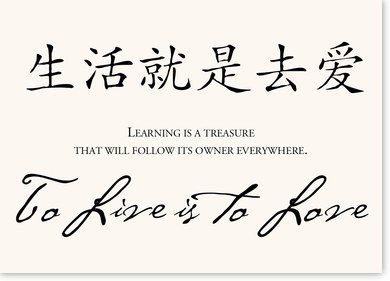 生活就是去爱
Learning is a treasure
that will follow its owner everywhere.
To Live is To Love